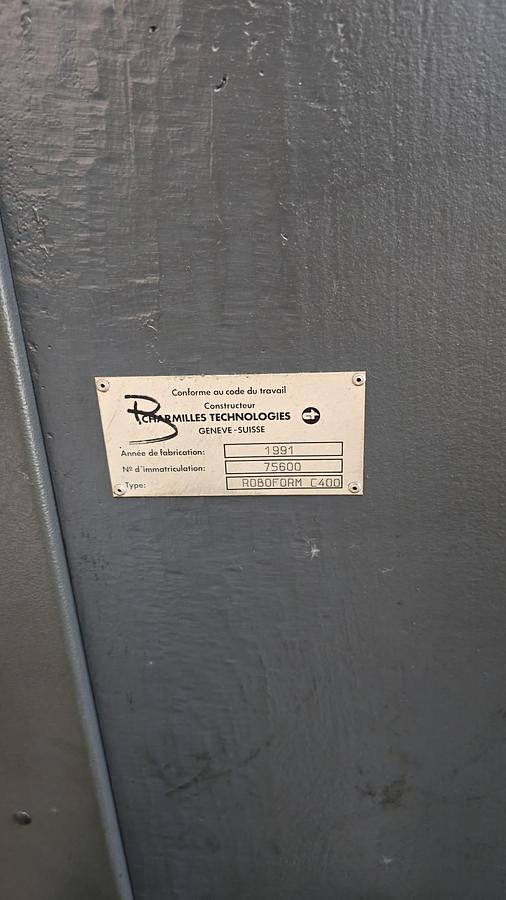 Conforme au code du travail
Constructeur
CHARMILLES TECHNOLOGIES
GENEVE-SUISSE
Année de fabrication: 1991
Nº d'immatriculation: 75600
Type: ROBOFORM C400